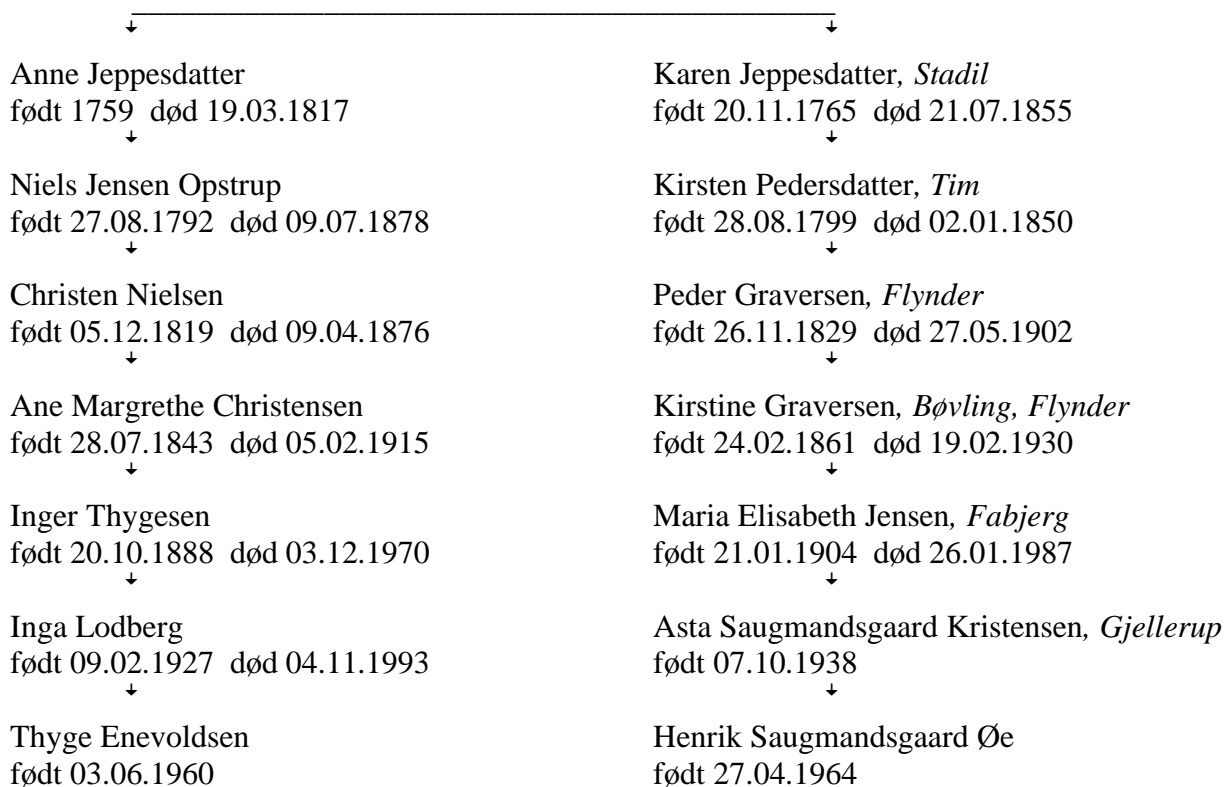 Anne Jeppesdatter
født 1759 død 19.03.1817
Niels Jensen Opstrup
født 27.08.1792 død 09.07.1878
Christen Nielsen
født 05.12.1819 død 09.04.1876
Ane Margrethe Christensen
født 28.07.1843 død 05.02.1915
Inger Thygesen
født 20.10.1888 død 03.12.1970
Inga Lodberg
født 09.02.1927 død 04.11.1993
Thyge Enevoldsen
født 03.06.1960
Karen Jeppesdatter, Stadil
født 20.11.1765 død 21.07.1855
Kirsten Pedersdatter, Tim
født 28.08.1799 død 02.01.1850
Peder Graversen, Flynder
født 26.11.1829 død 27.05.1902
Kirstine Graversen, Bøvling, Flynder
født 24.02.1861 død 19.02.1930
Maria Elisabeth Jensen, Fabjerg
født 21.01.1904 død 26.01.1987
Asta Saugmandsgaard Kristensen, Gjellerup
født 07.10.1938
Henrik Saugmandsgaard Øe
født 27.04.1964